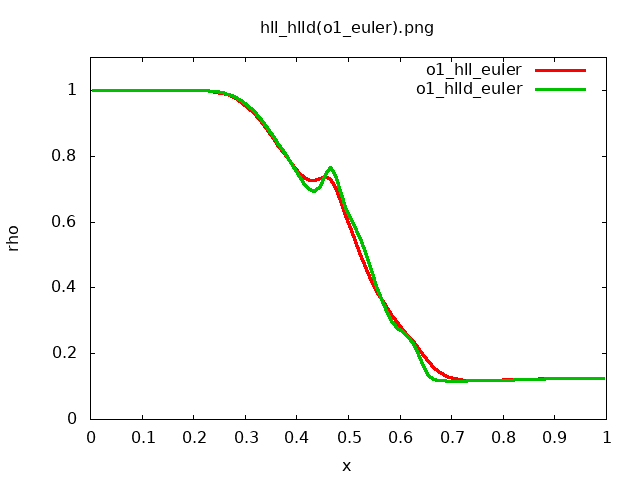 hll_hlld(o1_euler).png
o1_hll_euler
o1_hlld_euler
1
0.8
0.6
0.4
0.2
0
rho
0 0.1 0.2 0.3 0.4 0.5 0.6 0.7 0.8 0.9 1
x